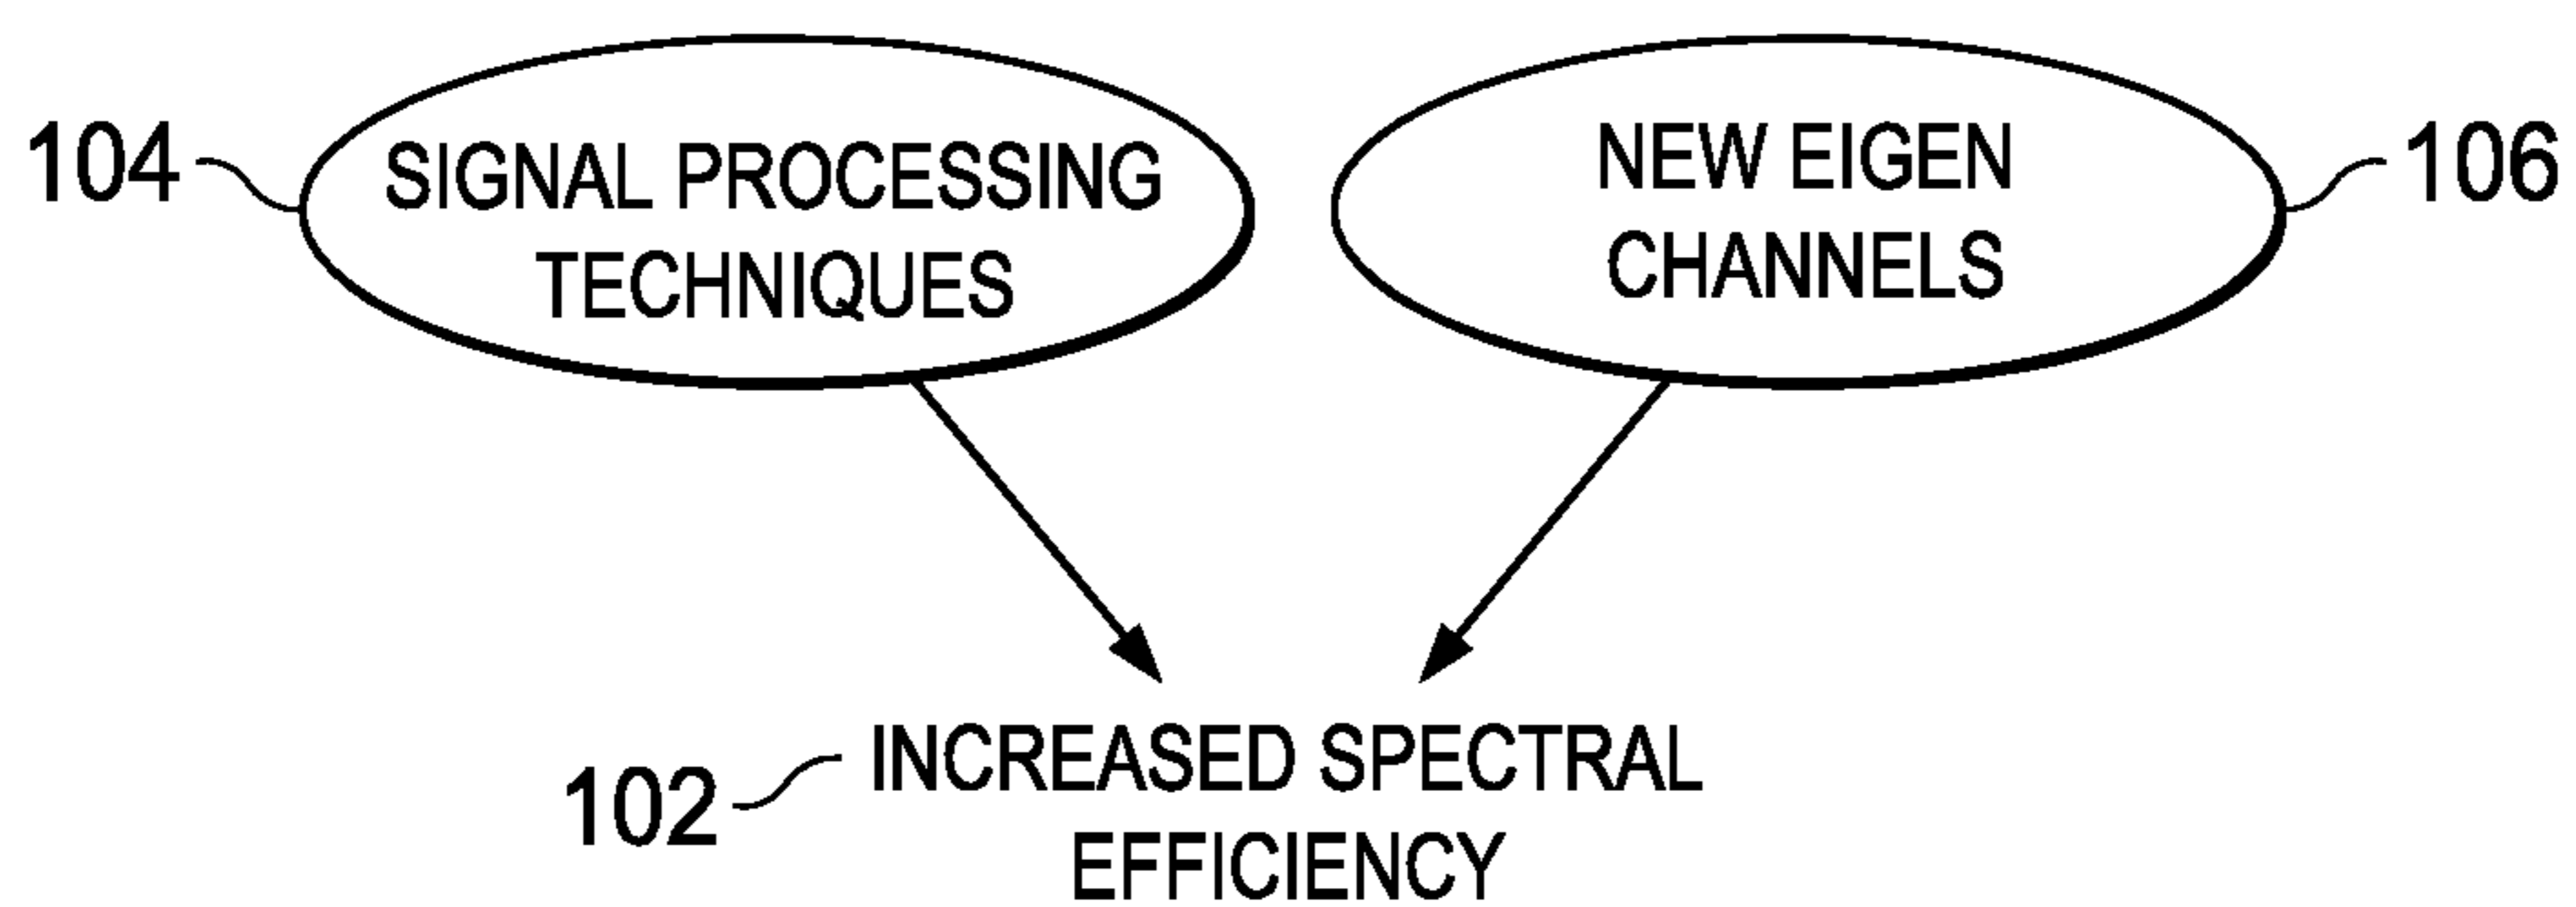 104
SIGNAL PROCESSING
TECHNIQUES
NEW EIGEN
CHANNELS
106
102
INCREASED SPECTRAL
EFFICIENCY